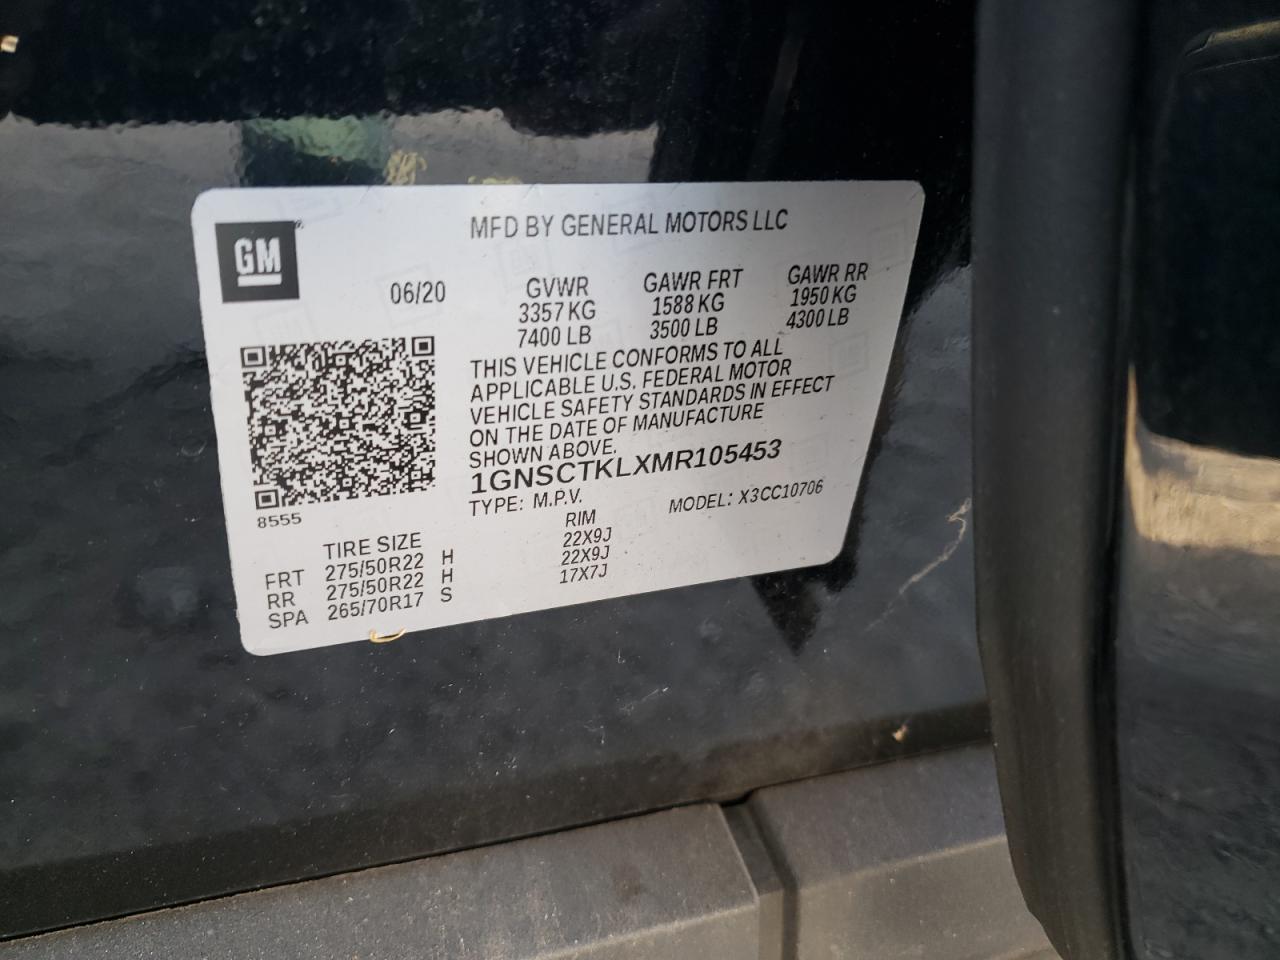 MFD BY GENERAL MOTORS LLC
GM
06/20
GVWR GAWR FRT GAWR RR
3357 KG 1588 KG 1950 KG
7400 LB 3500 LB 4300 LB
THIS VEHICLE CONFORMS TO ALL
APPLICABLE U.S. FEDERAL MOTOR
VEHICLE SAFETY STANDARDS IN EFFECT
ON THE DATE OF MANUFACTURE
SHOWN ABOVE.
1GNSCTKLXMR105453
TYPE: M.P.V. MODEL: X3CC10706
8555
TIRE SIZE RIM
FRT 275/50R22 H 22X9J
RR 275/50R22 H 22X9J
SPA 265/70R17 S 17X7J